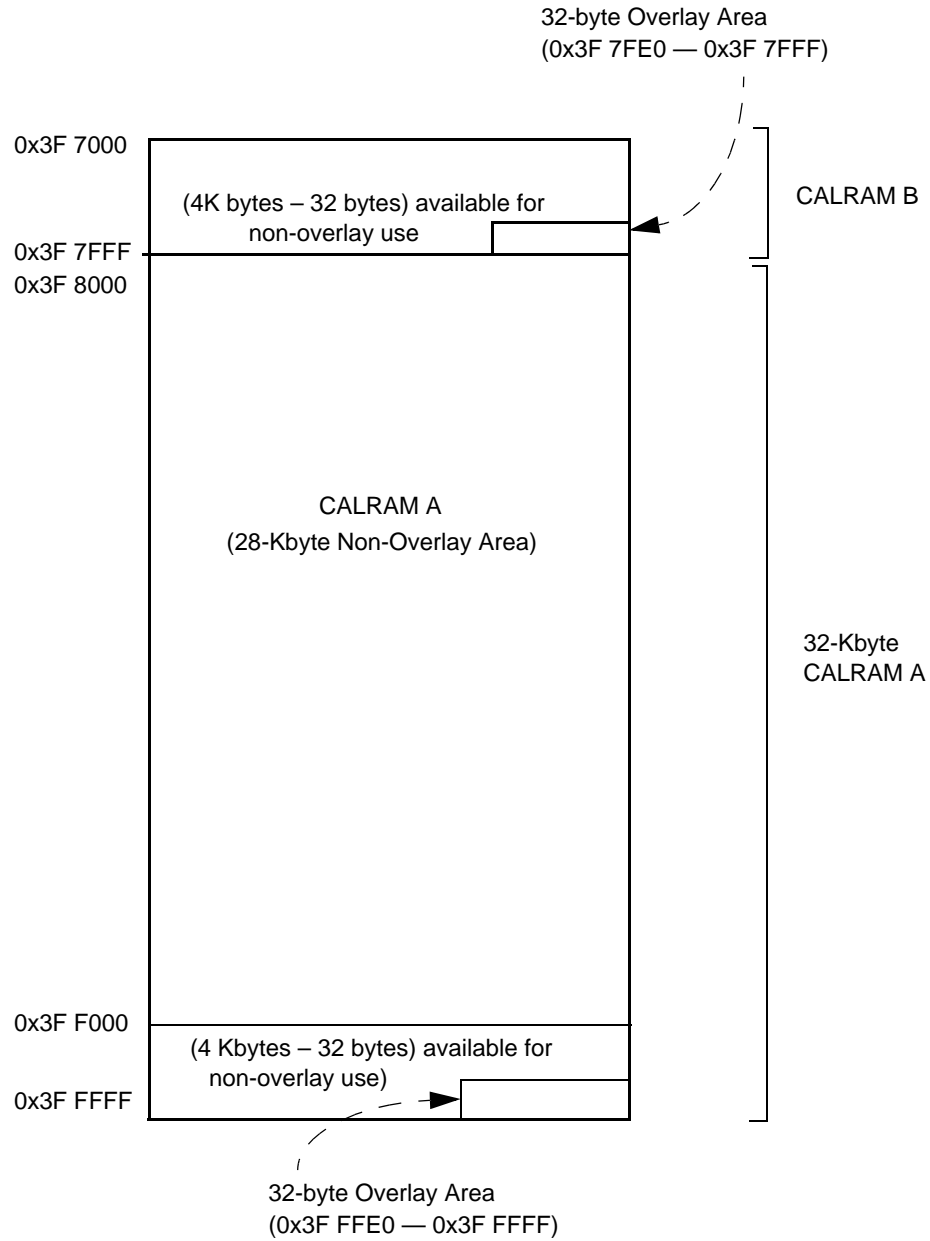 32-byte Overlay Area
(0x3F 7FE0 — 0x3F 7FFF)
0x3F 7000
(4K bytes – 32 bytes) available for
non-overlay use
CALRAM B
0x3F 7FFF
0x3F 8000
CALRAM A
(28-Kbyte Non-Overlay Area)
32-Kbyte
CALRAM A
0x3F F000
(4 Kbytes – 32 bytes) available for
non-overlay use)
0x3F FFFF
32-byte Overlay Area
(0x3F FFE0 — 0x3F FFFF)